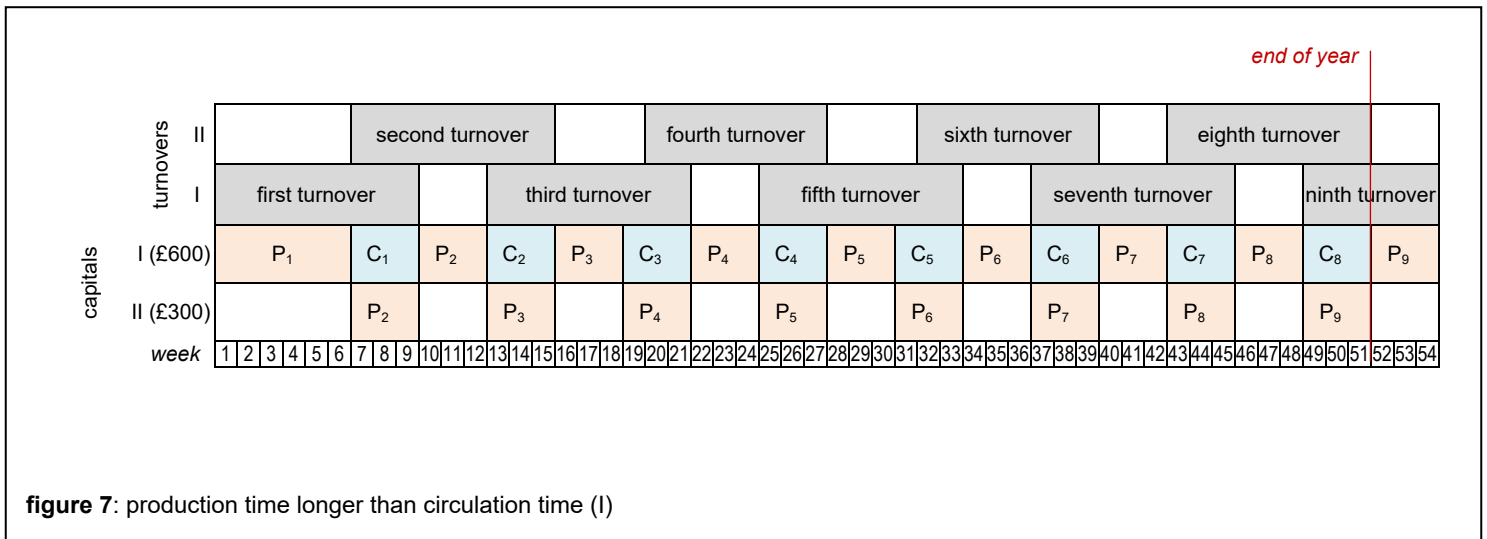 end of year
turnovers
II second turnover fourth turnover sixth turnover eighth turnover
I first turnover third turnover fifth turnover seventh turnover ninth turnover
capitals
I (£600) P₁ C₁ P₂ C₂ P₃ C₃ P₄ C₄ P₅ C₅ P₆ C₆ P₇ C₇ P₈ C₈ P₉
II (£300) P₂ P₃ P₄ P₅ P₆ P₇ P₈ P₉
week 1 2 3 4 5 6 7 8 9 10 11 12 13 14 15 16 17 18 19 20 21 22 23 24 25 26 27 28 29 30 31 32 33 34 35 36 37 38 39 40 41 42 43 44 45 46 47 48 49 50 51 52 53 54
figure 7: production time longer than circulation time (I)